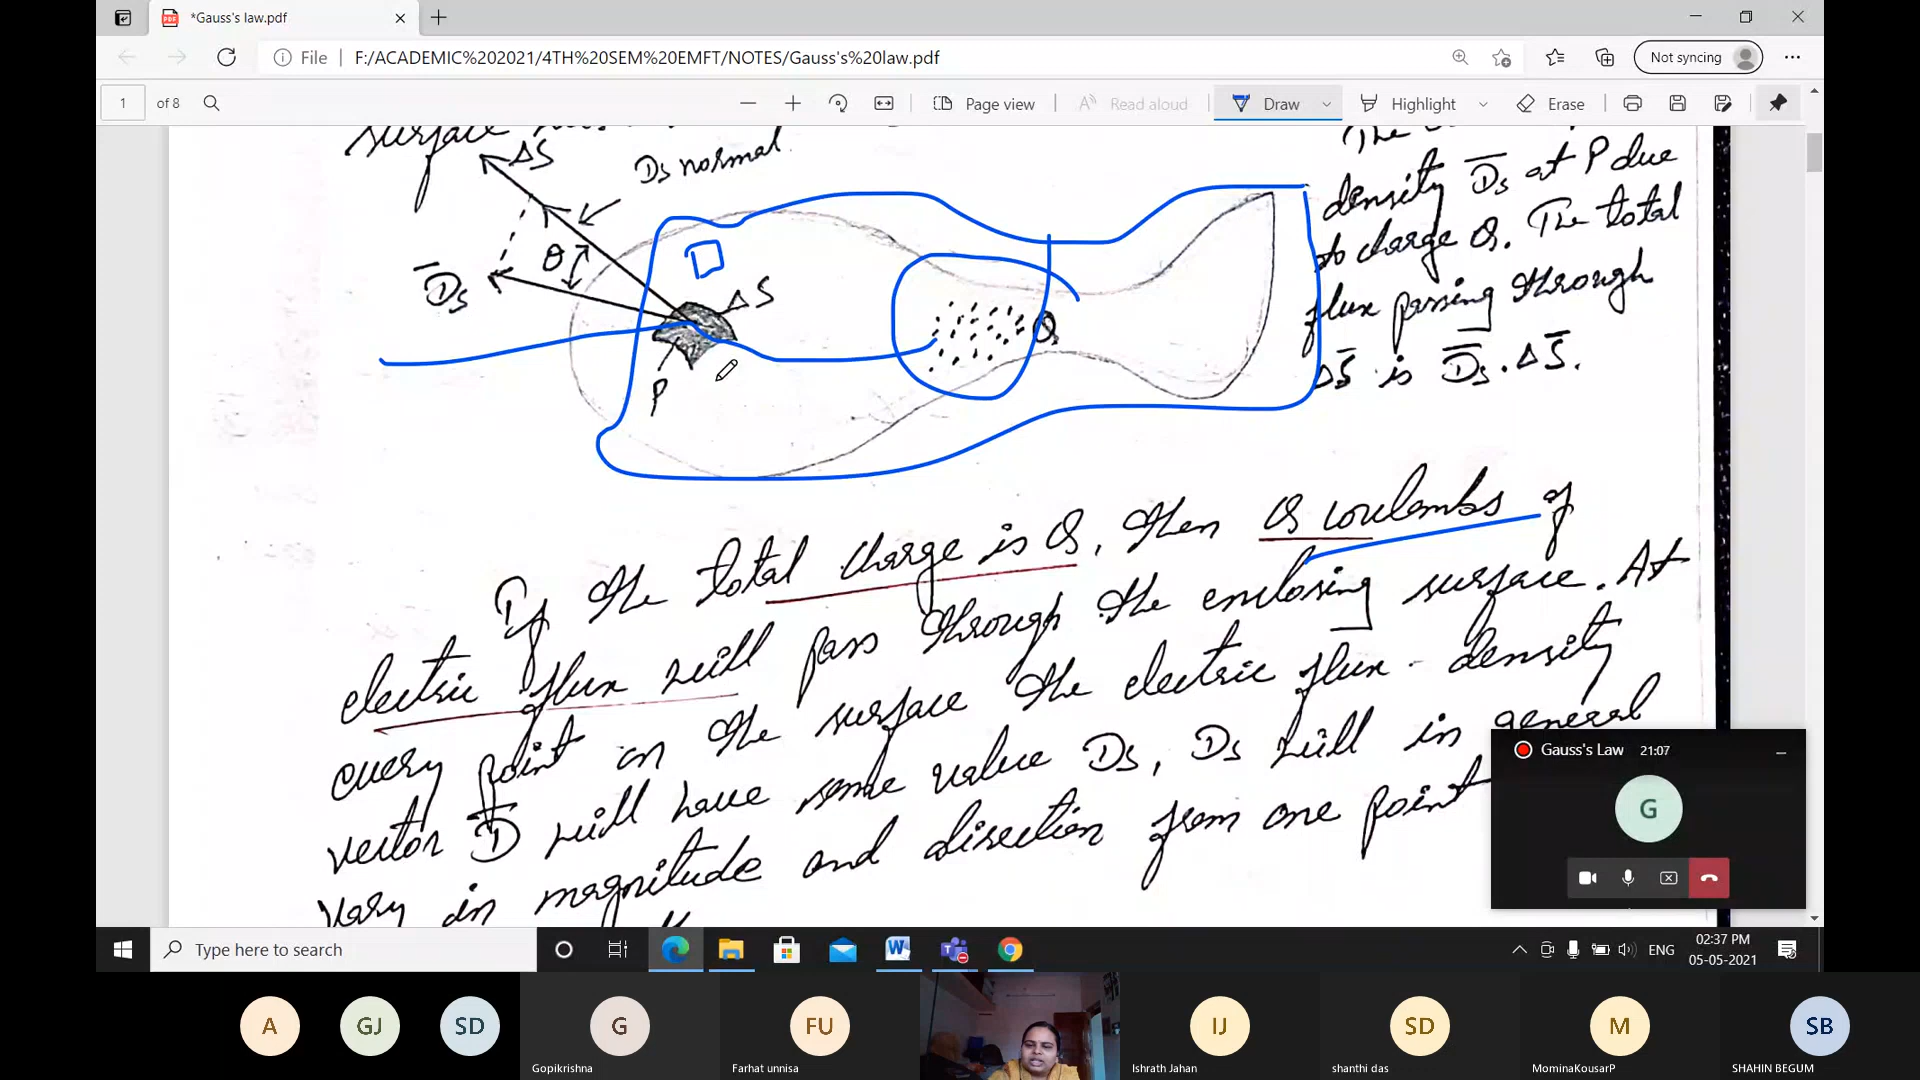 *Gauss's law.pdf
File
F:/ACADEMIC%202021/4TH%20SEM%20EMFT/NOTES/Gauss's%20law.pdf
Not syncing
1 of 8
Page view
Read aloud
Draw
Highlight
Erase
surface
ΔS
Ds normal.
The
density D̅s at P due
to charge Q. The total
flux passing through
ΔS̅ is D̅s . ΔS̅.
θ
D̅s
ΔS
Q
P
If the total charge is Q, then Q coulombs of
electric flux will pass through the enclosing surface. At
every point on the surface the electric flux-density
vector D̅ will have some value Ds, Ds will in general
vary in magnitude and direction from one point
Gauss's Law 21:07
G
Type here to search
ENG
02:37 PM
05-05-2021
A
GJ
SD
G
FU
IJ
SD
M
SB
Gopikrishna
Farhat unnisa
Ishrath Jahan
shanthi das
MominaKousarP
SHAHIN BEGUM